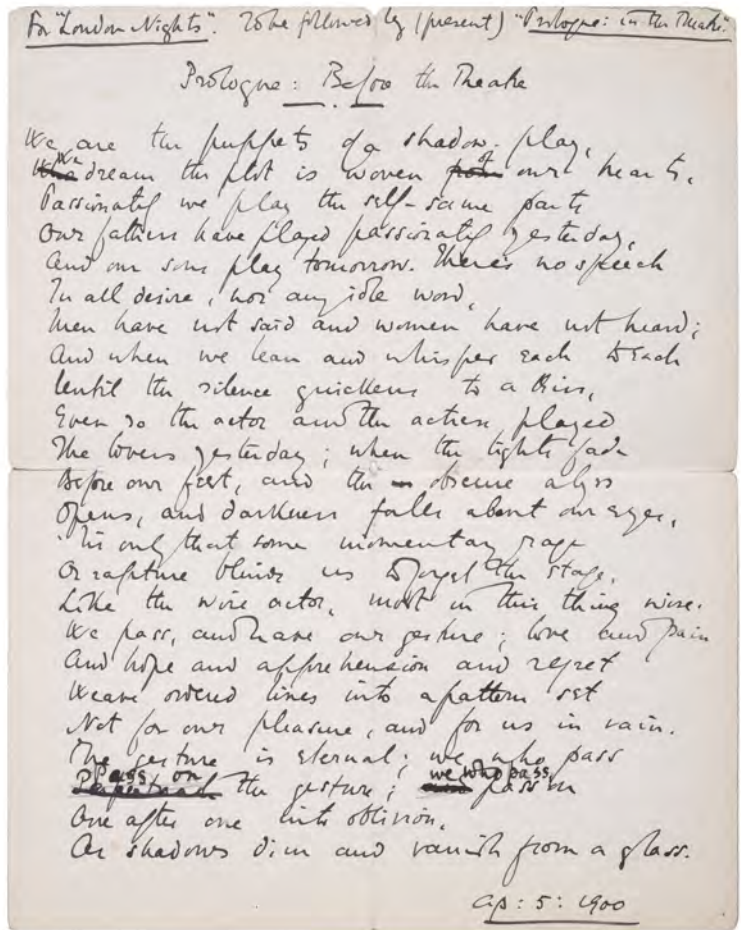 For "London Nights". To be followed by (present) "Prologue: in the Theatre".
Prologue: Before the Theatre
We are the puppets of a shadow-play,
We dream the plot is woven of our hearts,
Passionately we play the self-same parts
Our fathers have played passionately yesterday,
And our sons play tomorrow. There's no speech
In all desire, nor any idle word,
Men have not said and women have not heard;
And when we lean and whisper each to each
Until the silence quickens to a kiss,
Even so the actor and the actress played
The lovers yesterday; when the lights fade
Before our feet, and the obscure abyss
Opens, and darkness falls about our eyes,
'Tis only that some momentary rage
Or rapture blinds us to forget the stage,
Like the wise actor, most in this thing wise.
We pass, and have our gesture; love and pain
And hope and apprehension and regret
Weave ordered lines into a pattern set
Not for our pleasure, and for us in vain.
The gesture is eternal; we who pass
Pass on the gesture; we who pass, pass on
One after one into oblivion,
As shadows dim and vanish from a glass.
Ap: 5: 1900